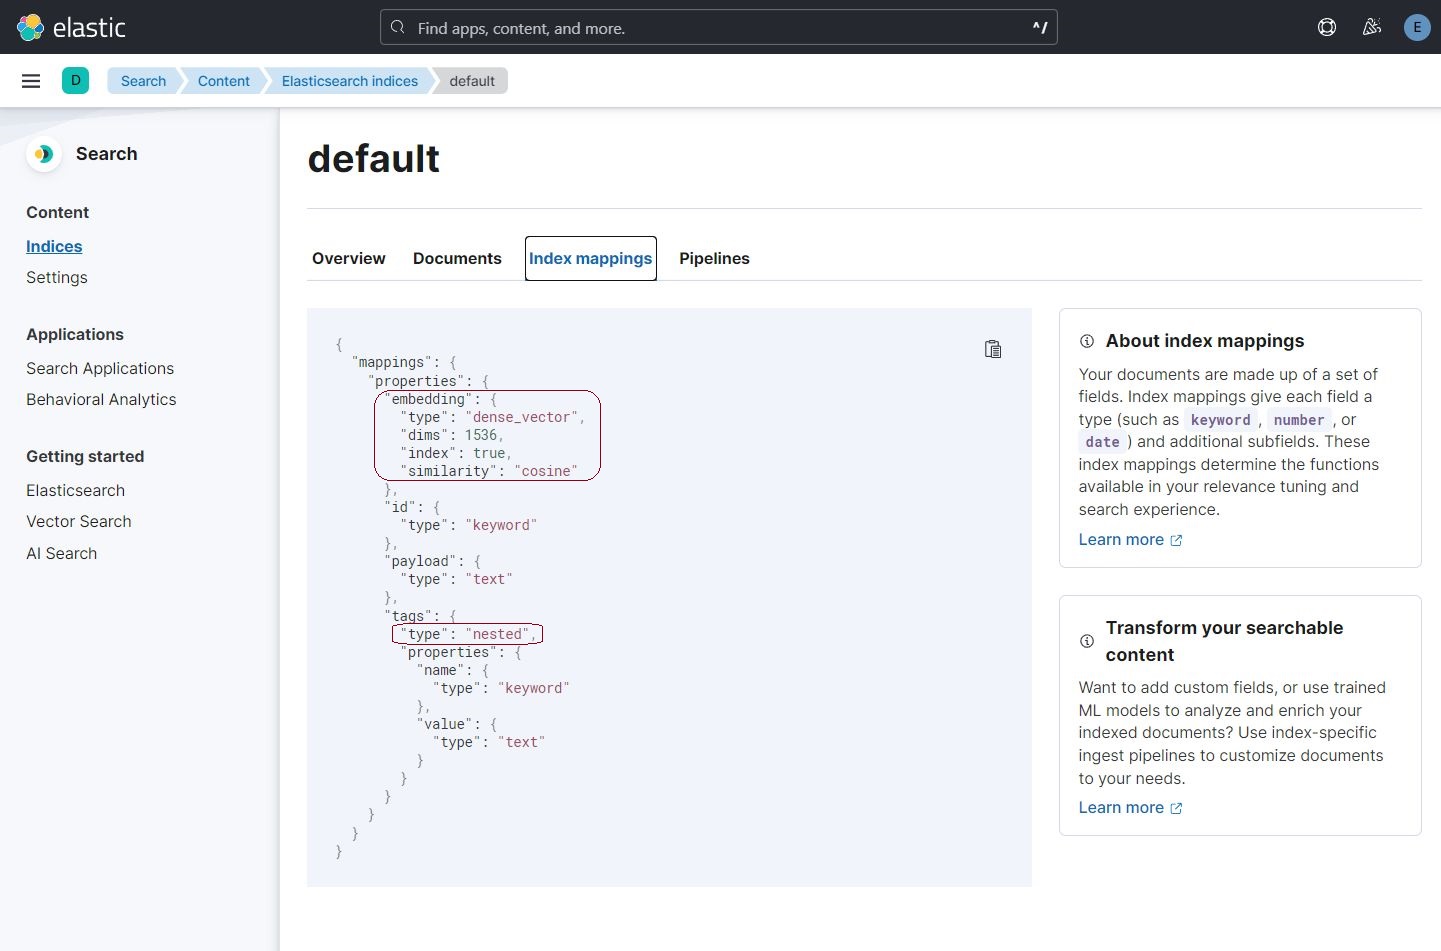 elastic
Find apps, content, and more.
^/
E
D
Search
Content
Elasticsearch indices
default
Search
Content
Indices
Settings
Applications
Search Applications
Behavioral Analytics
Getting started
Elasticsearch
Vector Search
AI Search
default
Overview
Documents
Index mappings
Pipelines
{
  "mappings": {
    "properties": {
      "embedding": {
        "type": "dense_vector",
        "dims": 1536,
        "index": true,
        "similarity": "cosine"
      },
      "id": {
        "type": "keyword"
      },
      "payload": {
        "type": "text"
      },
      "tags": {
        "type": "nested",
        "properties": {
          "name": {
            "type": "keyword"
          },
          "value": {
            "type": "text"
          }
        }
      }
    }
  }
}
About index mappings
Your documents are made up of a set of
fields. Index mappings give each field a
type (such as keyword , number , or
date ) and additional subfields. These
index mappings determine the functions
available in your relevance tuning and
search experience.
Learn more
Transform your searchable
content
Want to add custom fields, or use trained
ML models to analyze and enrich your
indexed documents? Use index-specific
ingest pipelines to customize documents
to your needs.
Learn more